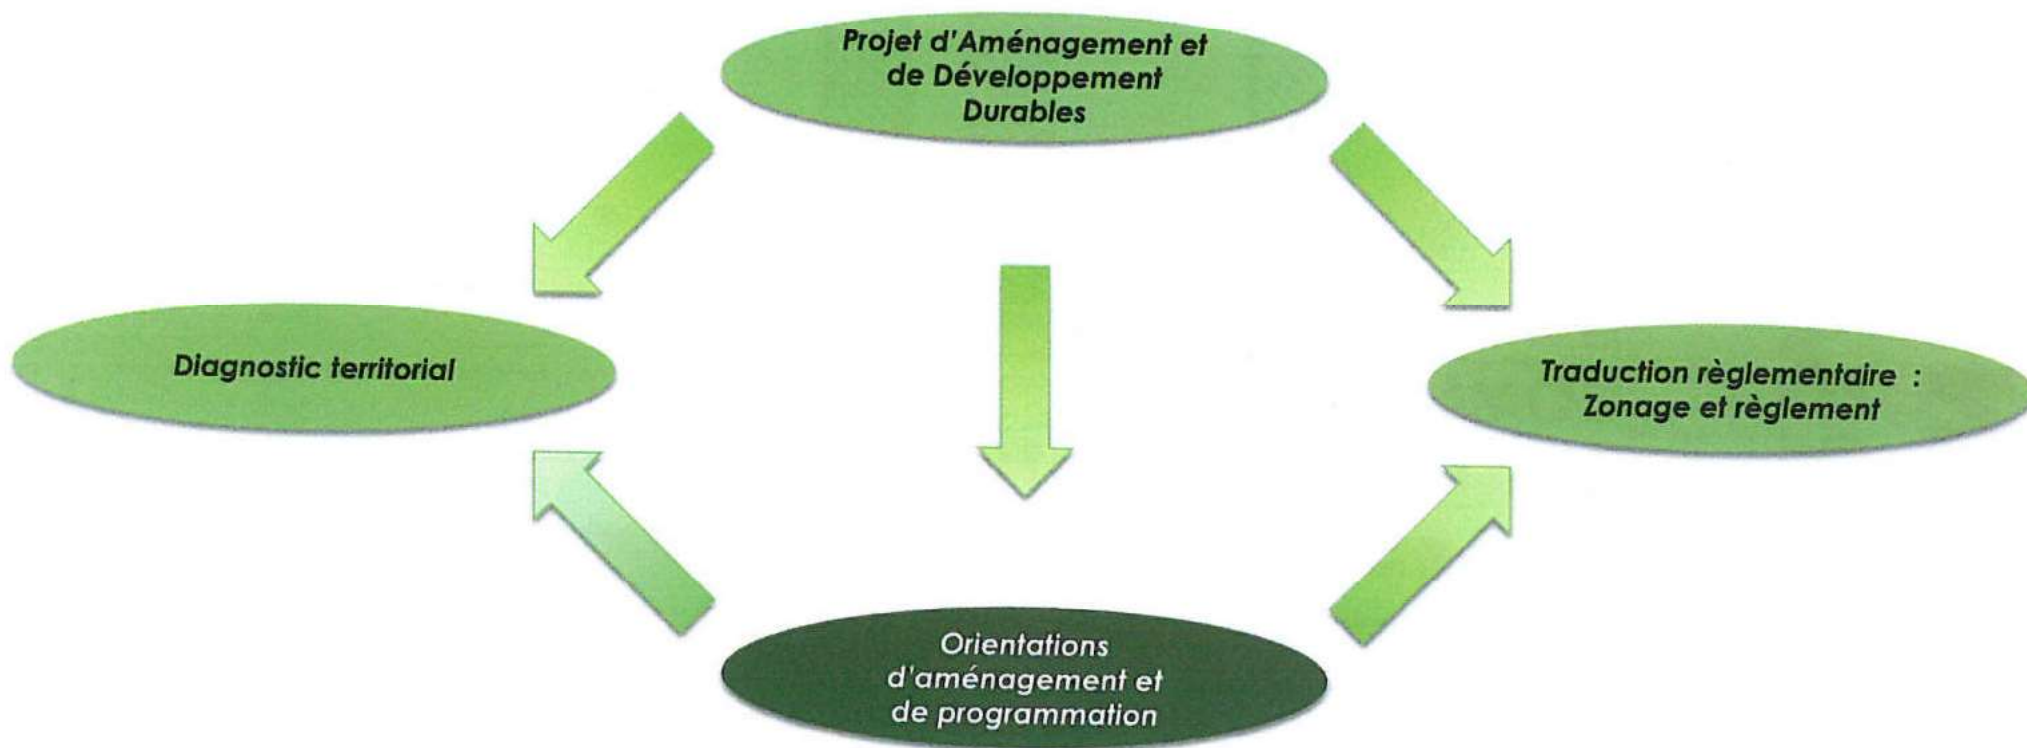 Projet d'Aménagement et
de Développement
Durables
Diagnostic territorial
Traduction règlementaire :
Zonage et règlement
Orientations
d'aménagement et
de programmation